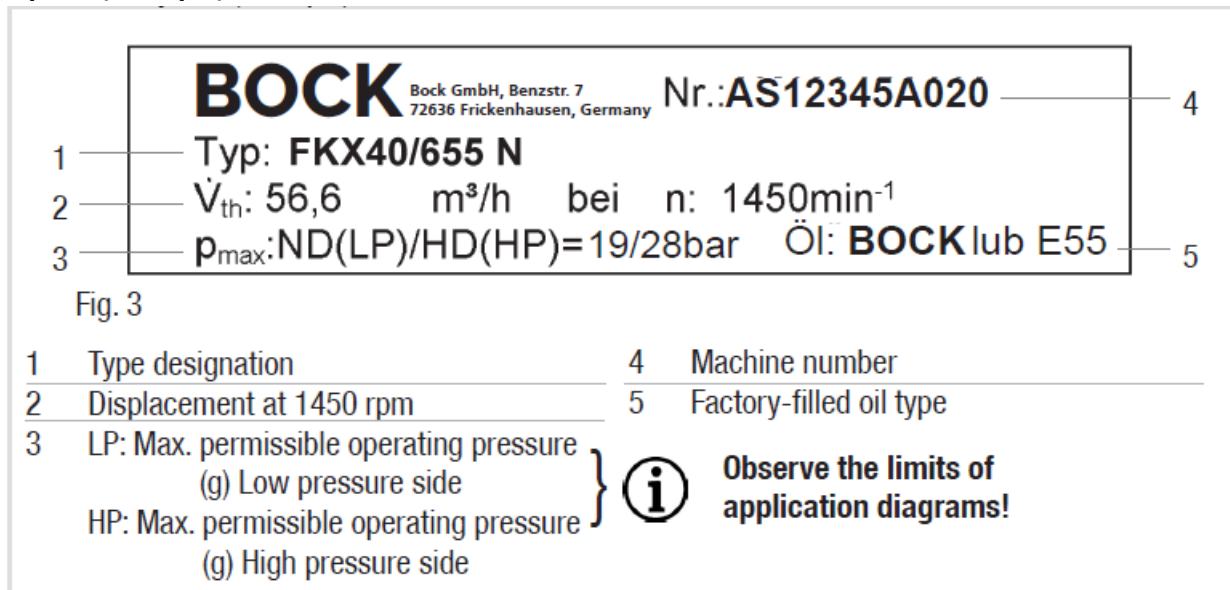 BOCK Bock GmbH, Benzstr. 7
72636 Frickenhausen, Germany
Nr.:AS12345A020
4
1
Typ: FKX40/655 N
2
V̇th: 56,6 m³/h bei n: 1450min-1
3
pmax:ND(LP)/HD(HP)=19/28bar Öl: BOCK lub E55
5
Fig. 3
1 Type designation
2 Displacement at 1450 rpm
3 LP: Max. permissible operating pressure
(g) Low pressure side
HP: Max. permissible operating pressure
(g) High pressure side
4 Machine number
5 Factory-filled oil type
i
Observe the limits of
application diagrams!